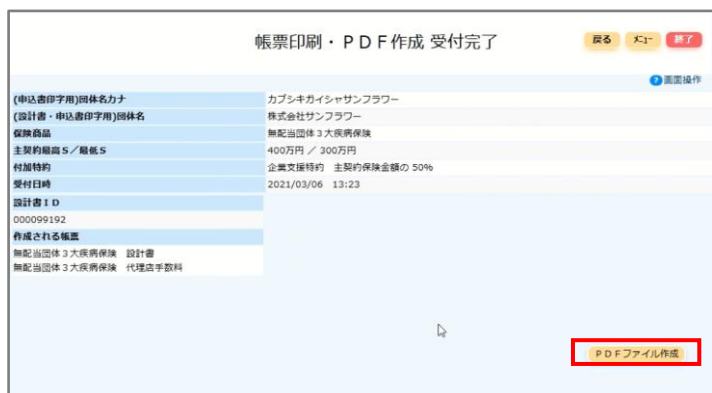 帳票印刷・ＰＤＦ作成 受付完了
戻る ﾒﾆｭｰ 終了
?画面操作
(申込書印字用)団体名カナ カブシキガイシャサンフラワー
(設計書・申込書印字用)団体名 株式会社サンフラワー
保険商品 無配当団体３大疾病保険
主契約最高Ｓ／最低Ｓ 400万円 ／ 300万円
付加特約 企業支援特約 主契約保険金額の 50%
受付日時 2021/03/06 13:23
設計書ＩＤ
000099192
作成される帳票
無配当団体３大疾病保険 設計書
無配当団体３大疾病保険 代理店手数料
ＰＤＦファイル作成